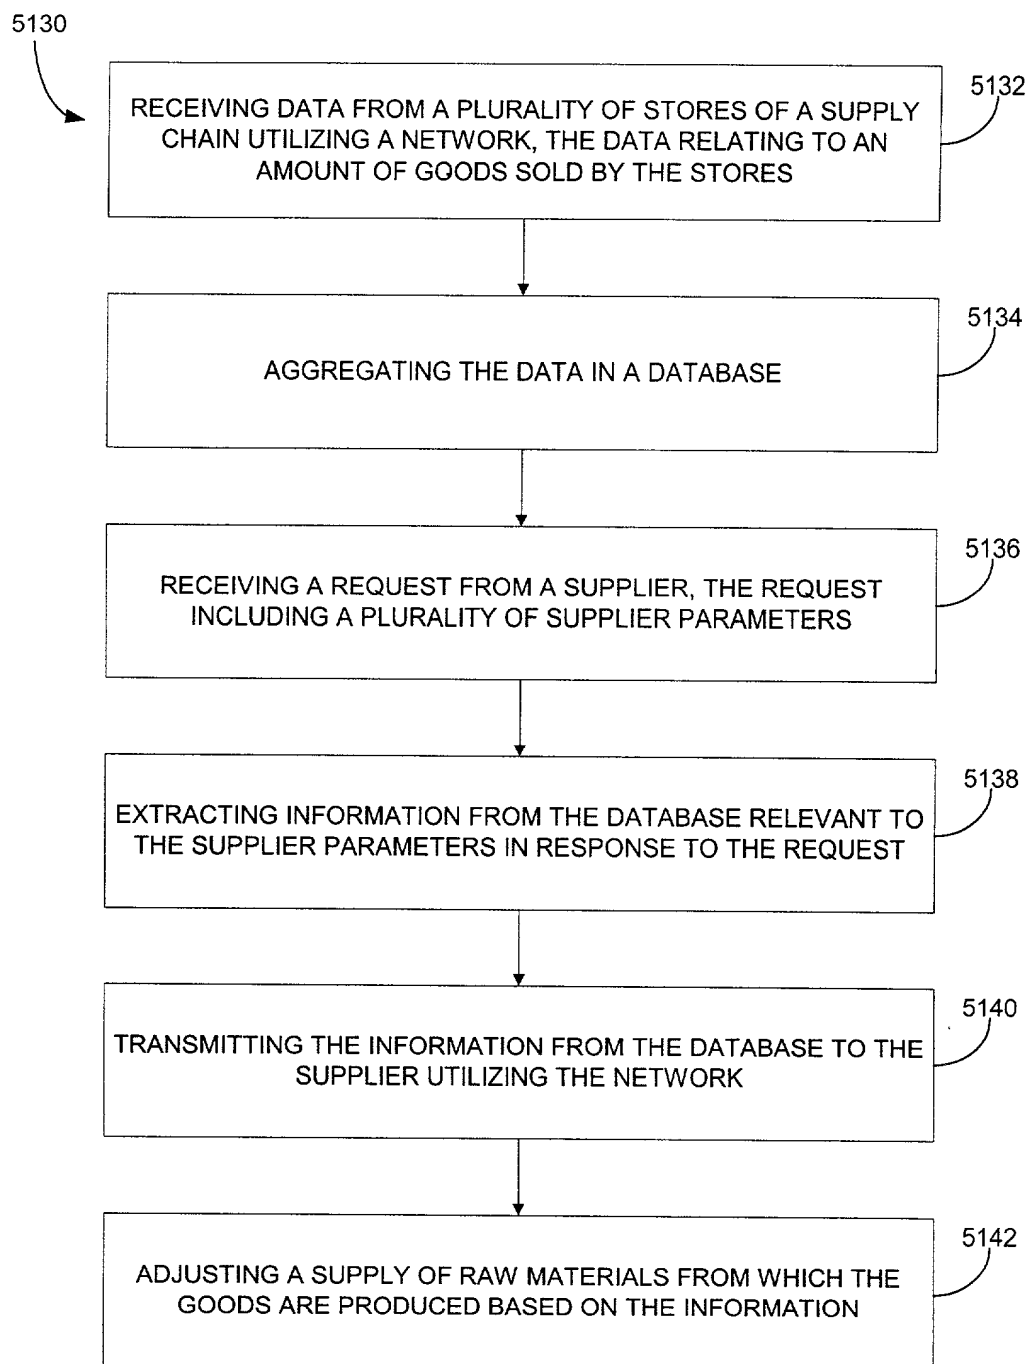 5130
5132
RECEIVING DATA FROM A PLURALITY OF STORES OF A SUPPLY
CHAIN UTILIZING A NETWORK, THE DATA RELATING TO AN
AMOUNT OF GOODS SOLD BY THE STORES
5134
AGGREGATING THE DATA IN A DATABASE
5136
RECEIVING A REQUEST FROM A SUPPLIER, THE REQUEST
INCLUDING A PLURALITY OF SUPPLIER PARAMETERS
5138
EXTRACTING INFORMATION FROM THE DATABASE RELEVANT TO
THE SUPPLIER PARAMETERS IN RESPONSE TO THE REQUEST
5140
TRANSMITTING THE INFORMATION FROM THE DATABASE TO THE
SUPPLIER UTILIZING THE NETWORK
5142
ADJUSTING A SUPPLY OF RAW MATERIALS FROM WHICH THE
GOODS ARE PRODUCED BASED ON THE INFORMATION